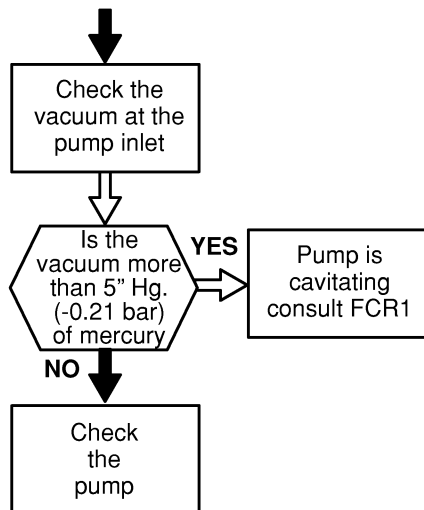 Check the
vacuum at the
pump inlet
Is the
vacuum more
than 5” Hg.
(-0.21 bar)
of mercury
YES
Pump is
cavitating
consult FCR1
NO
Check
the
pump